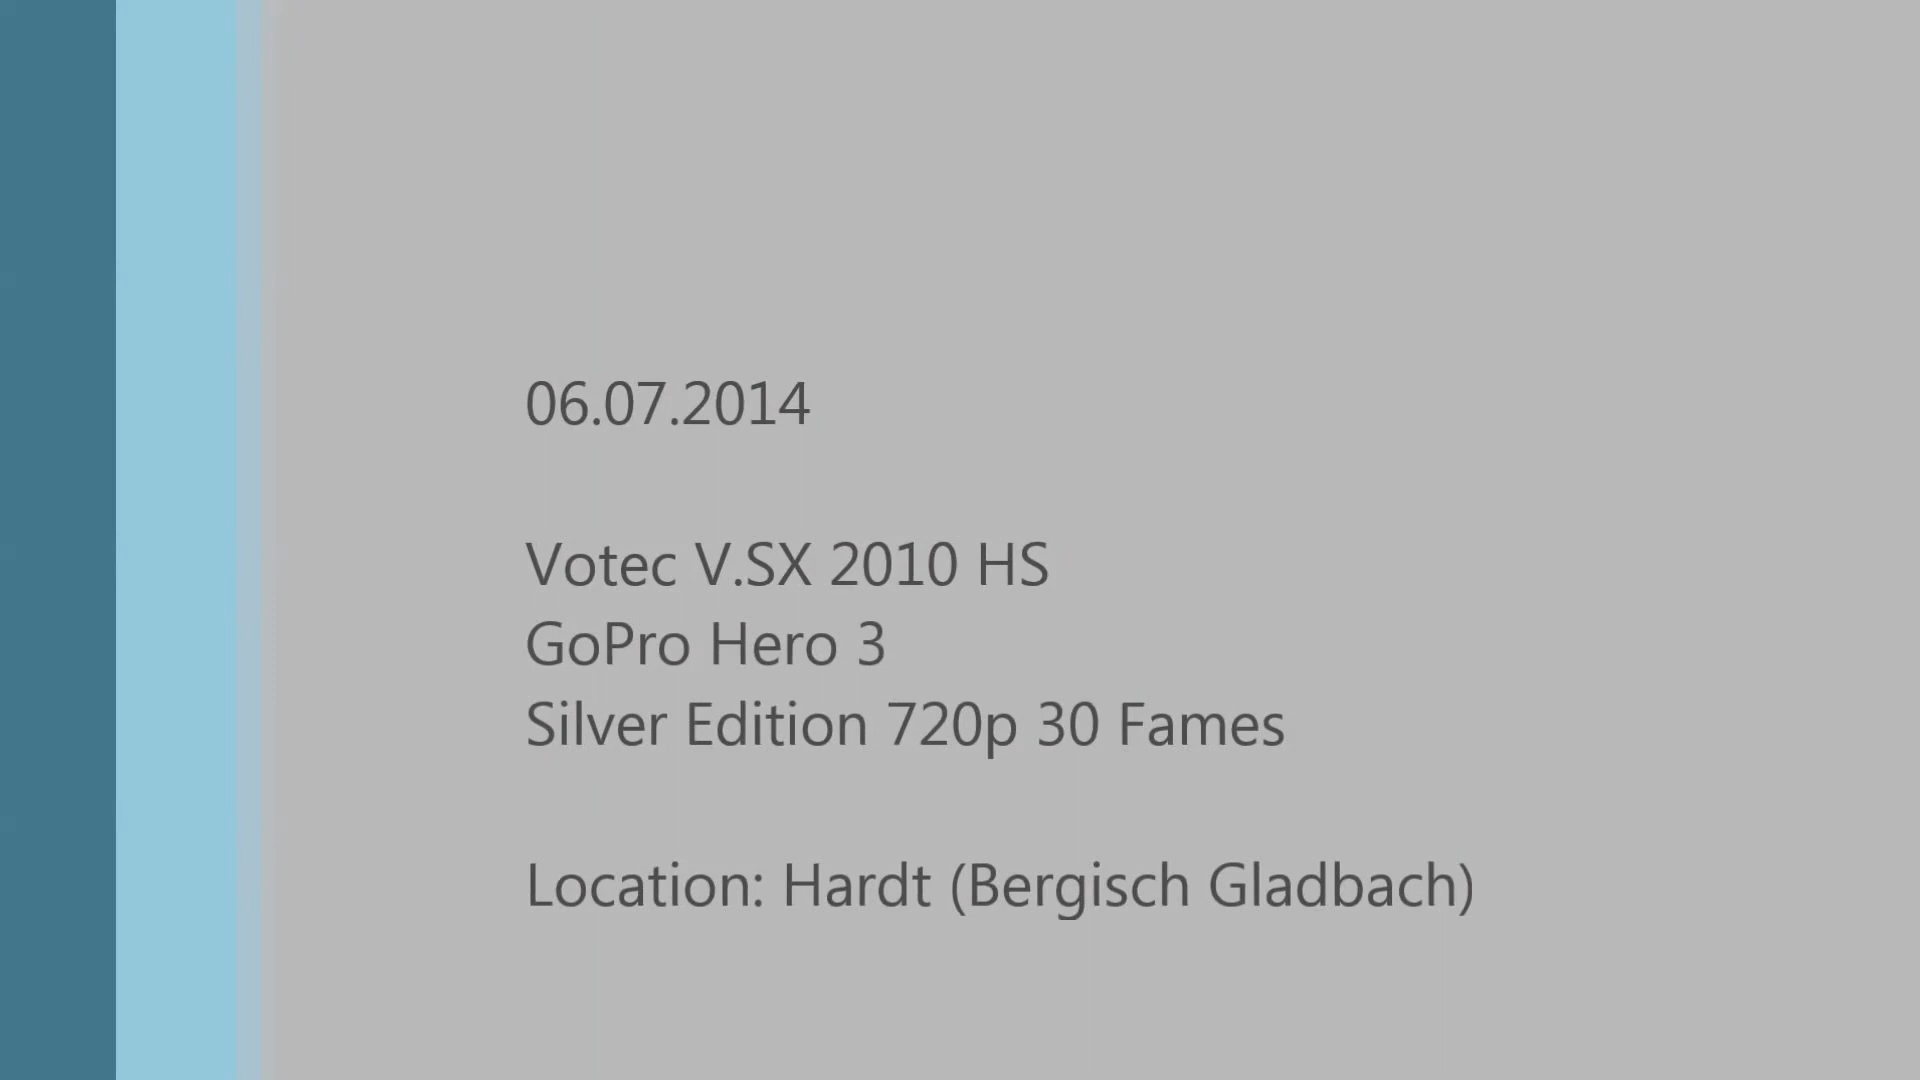 06.07.2014
Votec V.SX 2010 HS
GoPro Hero 3
Silver Edition 720p 30 Fames
Location: Hardt (Bergisch Gladbach)